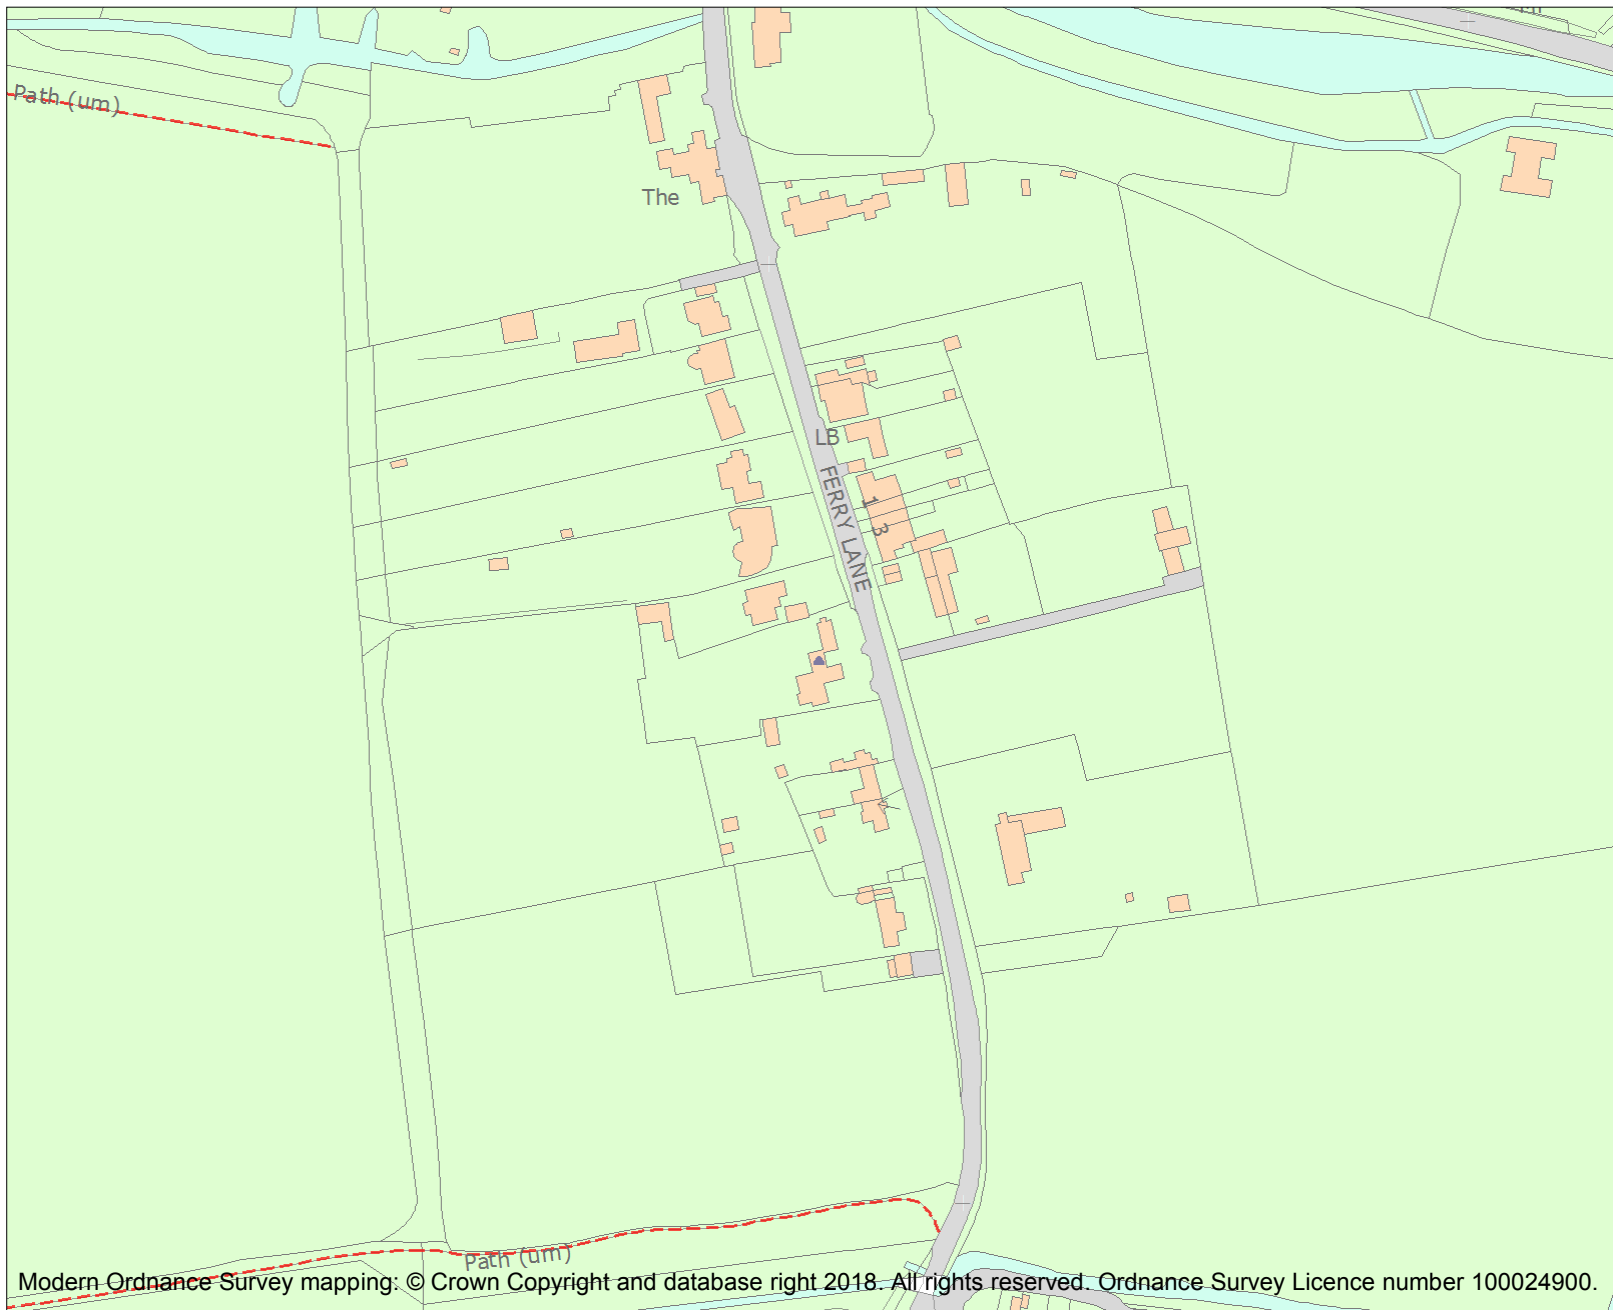 Path (um)
The
LB
FERRY LANE
1
3
Path (um)
Modern Ordnance Survey mapping: © Crown Copyright and database right 2018. All rights reserved. Ordnance Survey Licence number 100024900.